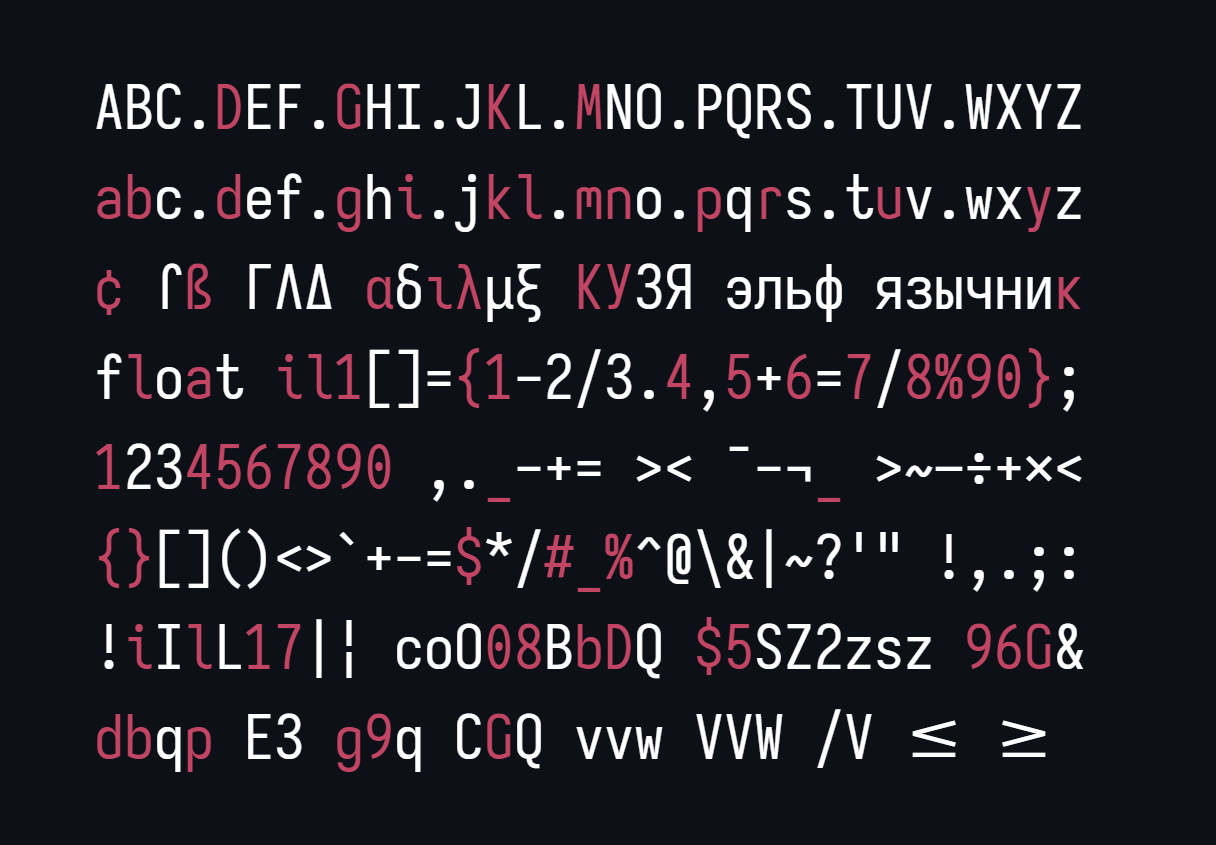 ABC.DEF.GHI.JKL.MNO.PQRS.TUV.WXYZ
abc.def.ghi.jkl.mno.pqrs.tuv.wxyz
¢ ſß ΓΛΔ αδιλμξ КУЗЯ эльф язычник
float il1[]={1-2/3.4,5+6=7/8%90};
1234567890 ,._-+= >< ¯-¬_ >~–÷+×<
{}[]()<>`+-=$*/#_%^@\&|~?'" !,.;:
!iIlL17|¦ coO08BbDQ $5SZ2zsz 96G&
dbqp E3 g9q CGQ vvw VVW /V ≤ ≥